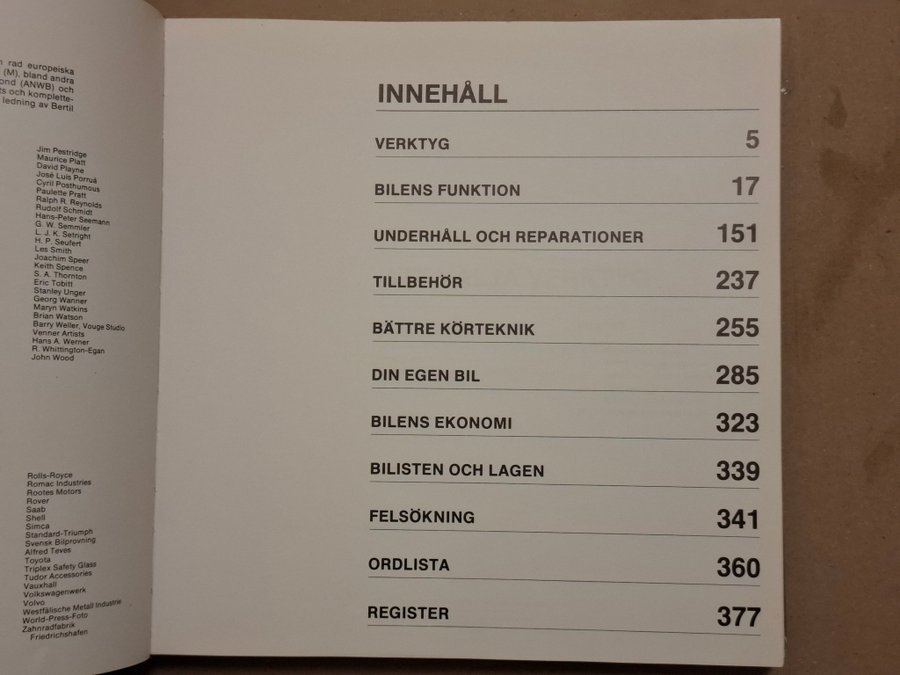 rad europeiska
(M), bland andra
ond (ANWB) och
ts och komplette-
ledning av Bertil
Jim Pestridge
Maurice Platt
David Playne
José Luis Porruá
Cyril Posthumous
Paulette Pratt
Ralph R. Reynolds
Rudolf Schmidt
Hans-Peter Seemann
G. W. Semmler
L. J. K. Setright
H. P. Seufert
Les Smith
Joachim Speer
Keith Spence
S. A. Thornton
Eric Tobitt
Stanley Unger
Georg Wanner
Maryn Watkins
Brian Watson
Barry Weller, Vouge Studio
Venner Artists
Hans A. Werner
R. Whittington-Egan
John Wood
Rolls-Royce
Romac Industries
Rootes Motors
Rover
Saab
Shell
Simca
Standard-Triumph
Svensk Bilprovning
Alfred Teves
Toyota
Triplex Safety Glass
Tudor Accessories
Vauxhall
Volkswagenwerk
Volvo
Westfälische Metall Industrie
World-Press-Foto
Zahnradfabrik
Friedrichshafen
INNEHÅLL
VERKTYG 5
BILENS FUNKTION 17
UNDERHÅLL OCH REPARATIONER 151
TILLBEHÖR 237
BÄTTRE KÖRTEKNIK 255
DIN EGEN BIL 285
BILENS EKONOMI 323
BILISTEN OCH LAGEN 339
FELSÖKNING 341
ORDLISTA 360
REGISTER 377